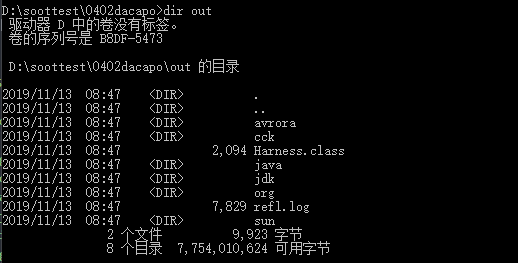 D:\soottest\0402dacapo>dir out
驱动器 D 中的卷没有标签。
卷的序列号是 B8DF-5473
D:\soottest\0402dacapo\out 的目录
2019/11/13  08:47    <DIR>          .
2019/11/13  08:47    <DIR>          ..
2019/11/13  08:47    <DIR>          avrora
2019/11/13  08:47    <DIR>          cck
2019/11/13  08:47             2,094 Harness.class
2019/11/13  08:47    <DIR>          java
2019/11/13  08:47    <DIR>          jdk
2019/11/13  08:47    <DIR>          org
2019/11/13  08:47             7,829 refl.log
2019/11/13  08:47    <DIR>          sun
2 个文件          9,923 字节
8 个目录  7,754,010,624 可用字节